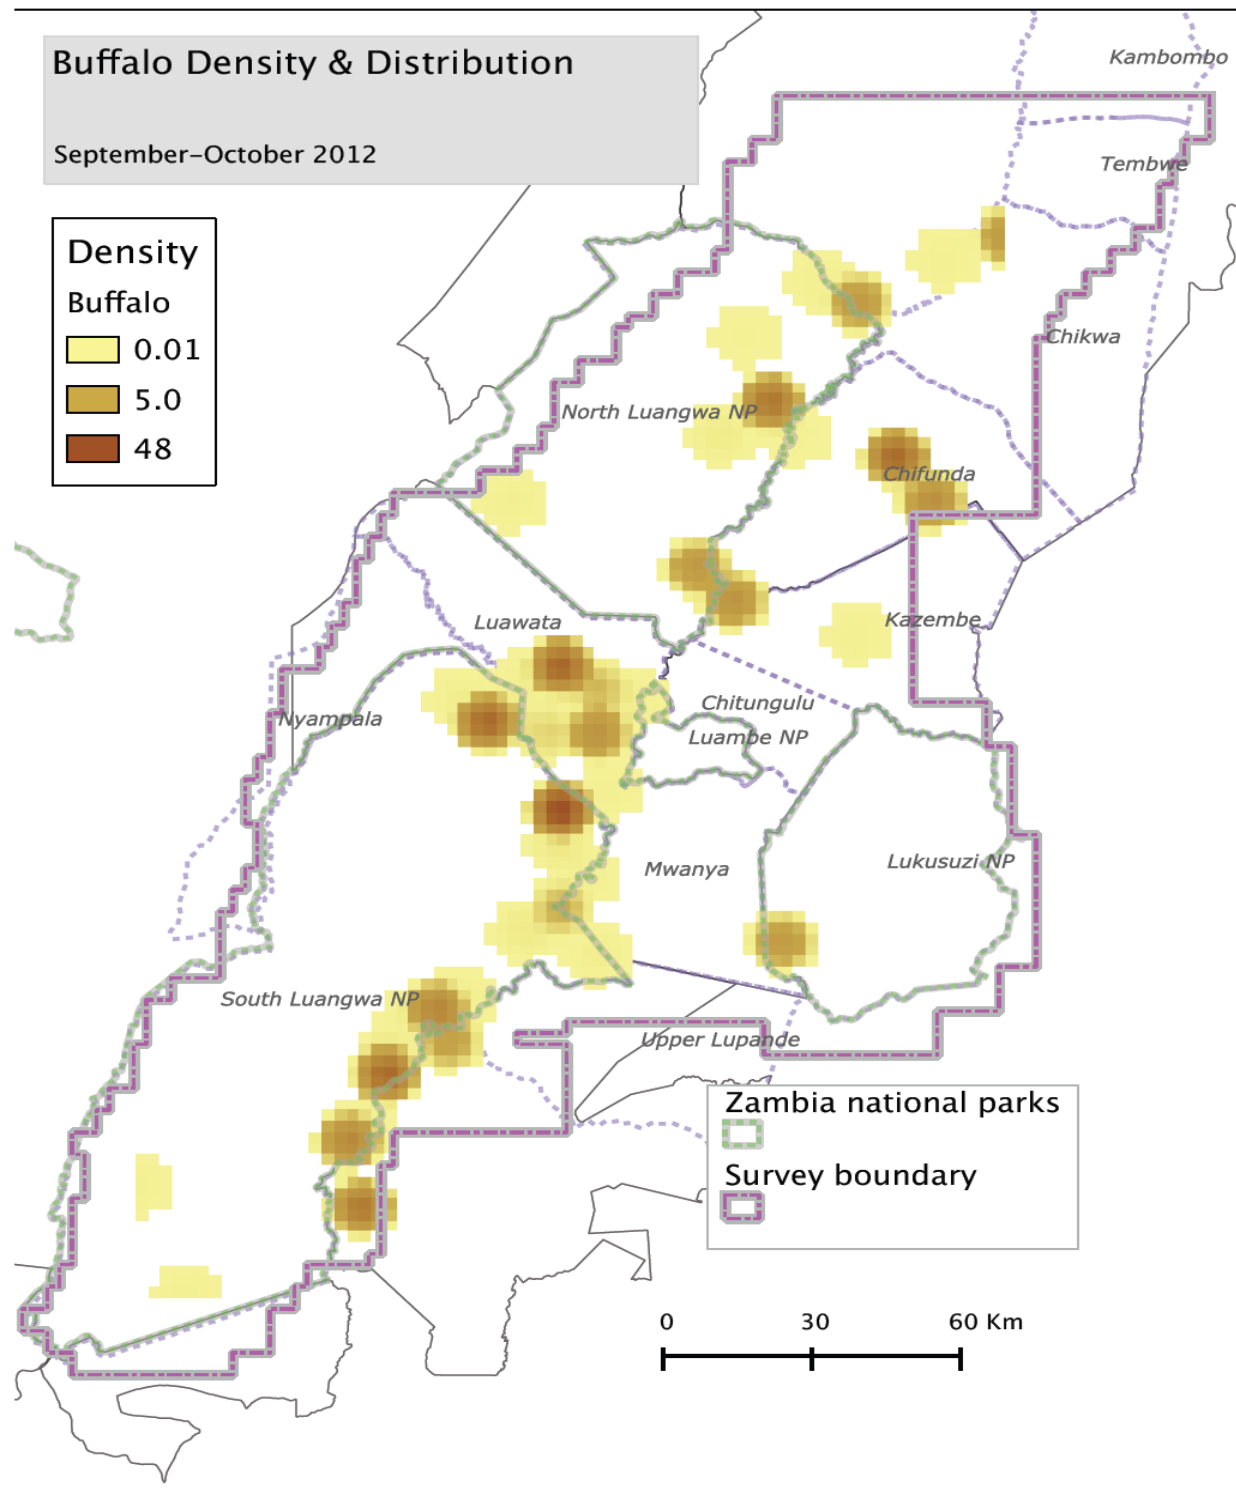 Buffalo Density & Distribution
September-October 2012
Density
Buffalo
0.01
5.0
48
Kambombo
Tembwe
Chikwa
North Luangwa NP
Chifunda
Luawata
Kazembe
Nyampala
Chitungulu
Luambe NP
Mwanya
Lukusuzi NP
South Luangwa NP
Upper Lupande
Zambia national parks
Survey boundary
0 30 60 Km